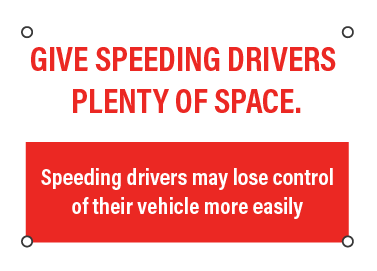 GIVE SPEEDING DRIVERS
PLENTY OF SPACE.
Speeding drivers may lose control
of their vehicle more easily